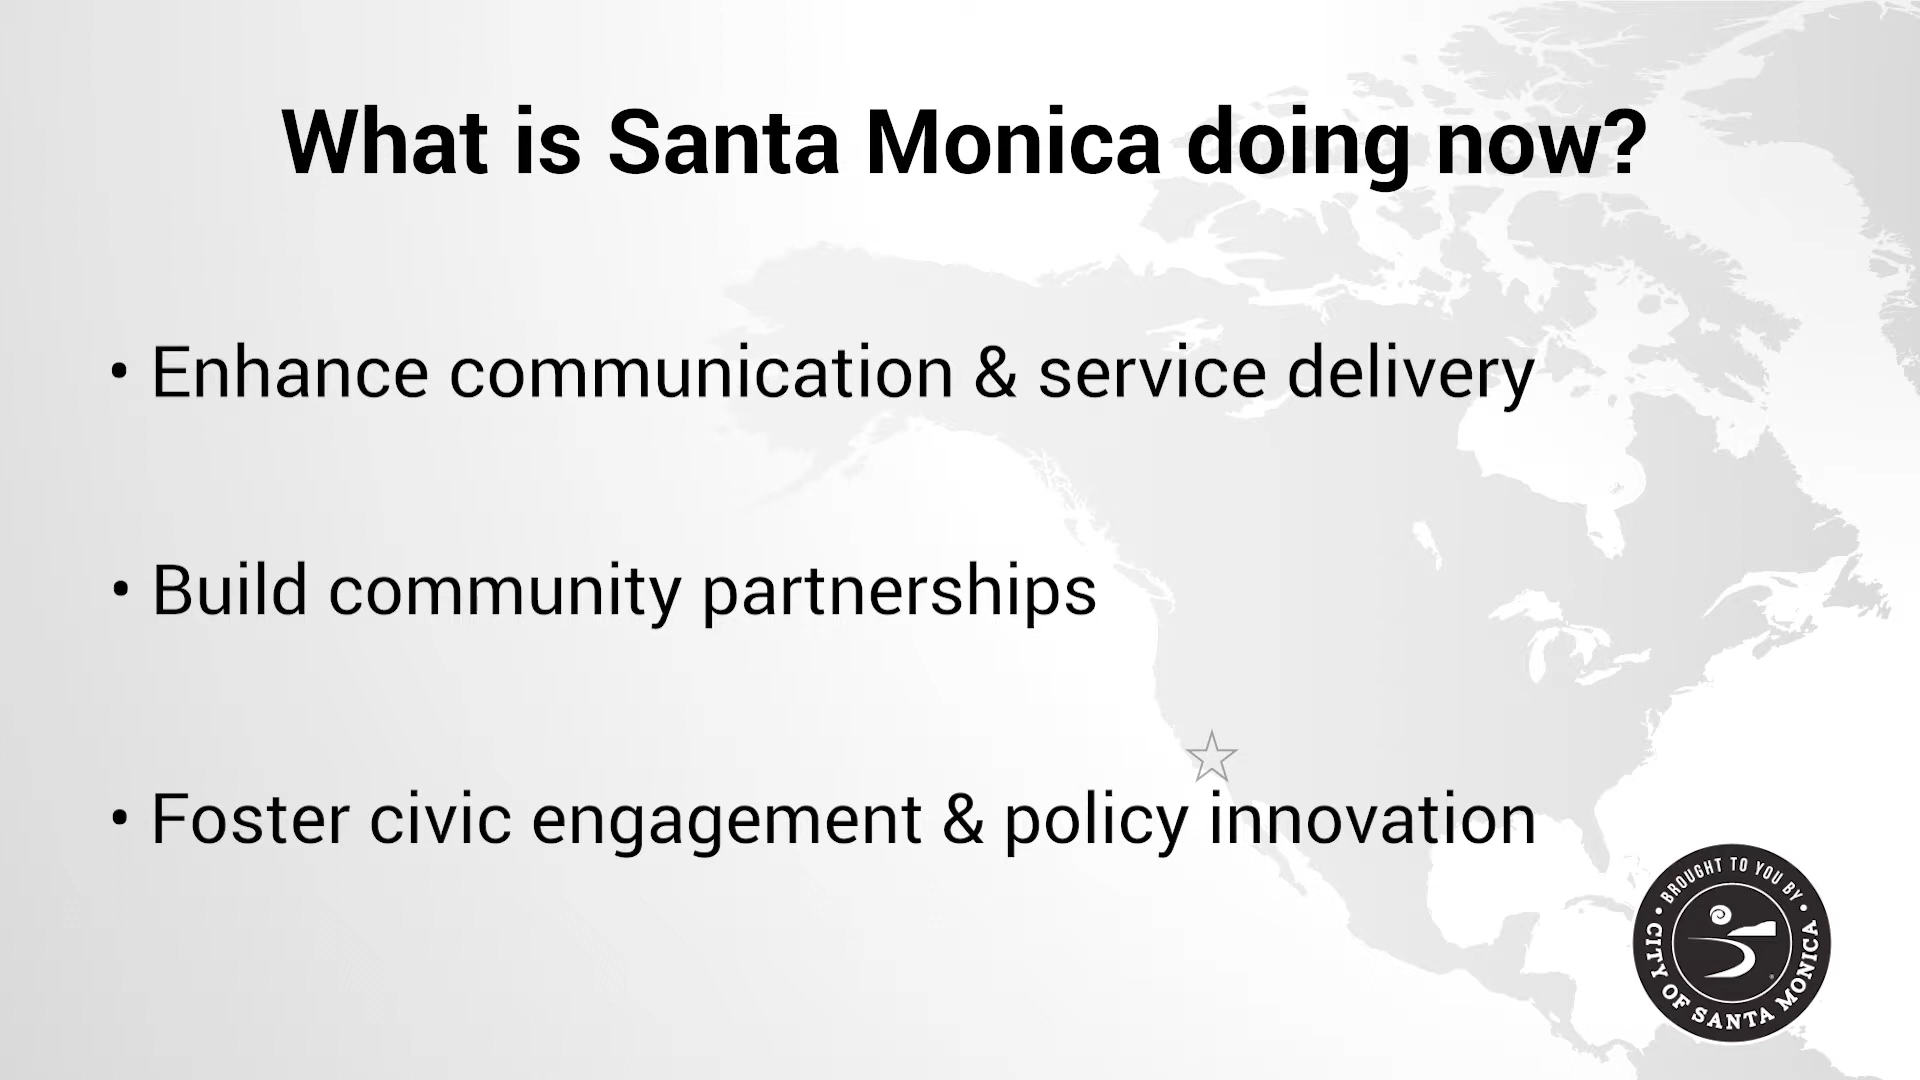 What is Santa Monica doing now?
• Enhance communication & service delivery
• Build community partnerships
• Foster civic engagement & policy innovation
• BROUGHT TO YOU BY •
CITY OF SANTA MONICA